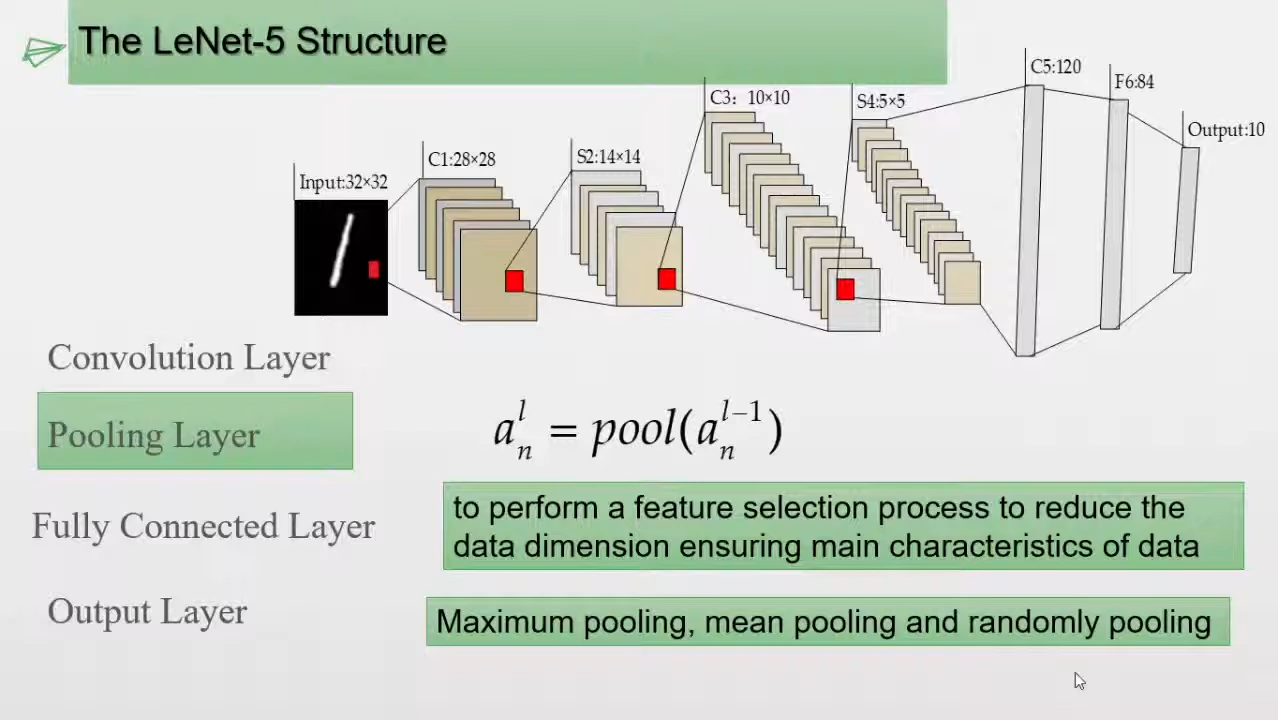 The LeNet-5 Structure
Input:32×32
C1:28×28
S2:14×14
C3: 10×10
S4:5×5
C5:120
F6:84
Output:10
Convolution Layer
Pooling Layer
Fully Connected Layer
Output Layer
a_n^l = pool(a_n^{l−1})
to perform a feature selection process to reduce the
data dimension ensuring main characteristics of data
Maximum pooling, mean pooling and randomly pooling